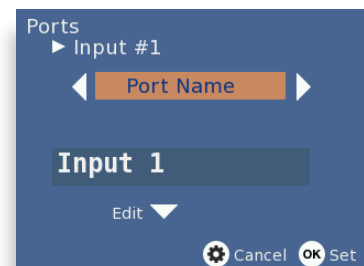 Ports
Input #1
Port Name
Input 1
Edit
Cancel OK Set